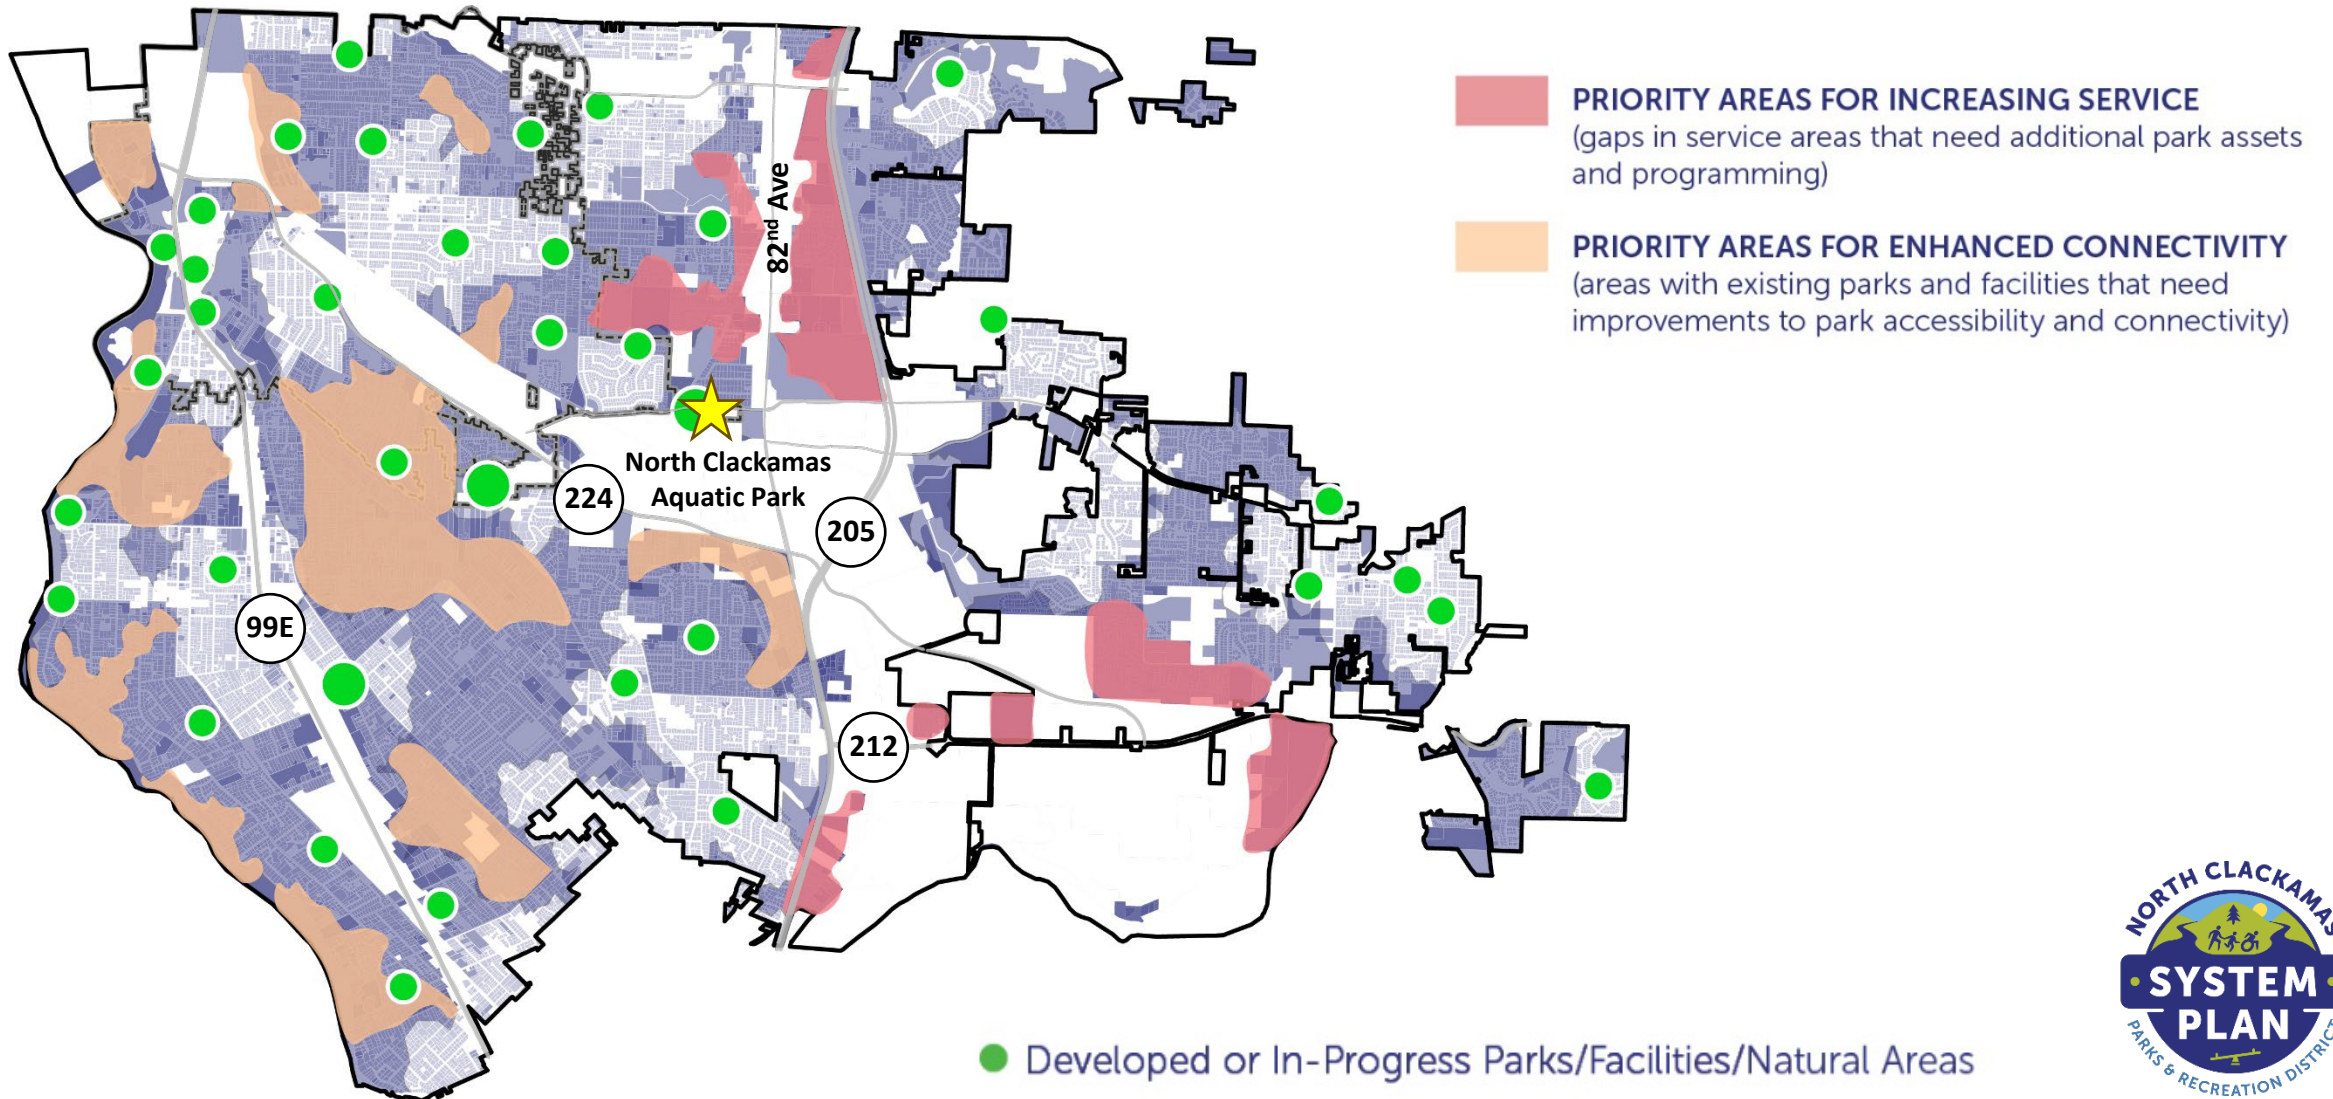 PRIORITY AREAS FOR INCREASING SERVICE
(gaps in service areas that need additional park assets
and programming)
PRIORITY AREAS FOR ENHANCED CONNECTIVITY
(areas with existing parks and facilities that need
improvements to park accessibility and connectivity)
82nd Ave
North Clackamas
Aquatic Park
224
205
99E
212
Developed or In-Progress Parks/Facilities/Natural Areas
NORTH CLACKAMAS
SYSTEM
PLAN
PARKS & RECREATION DISTRICT